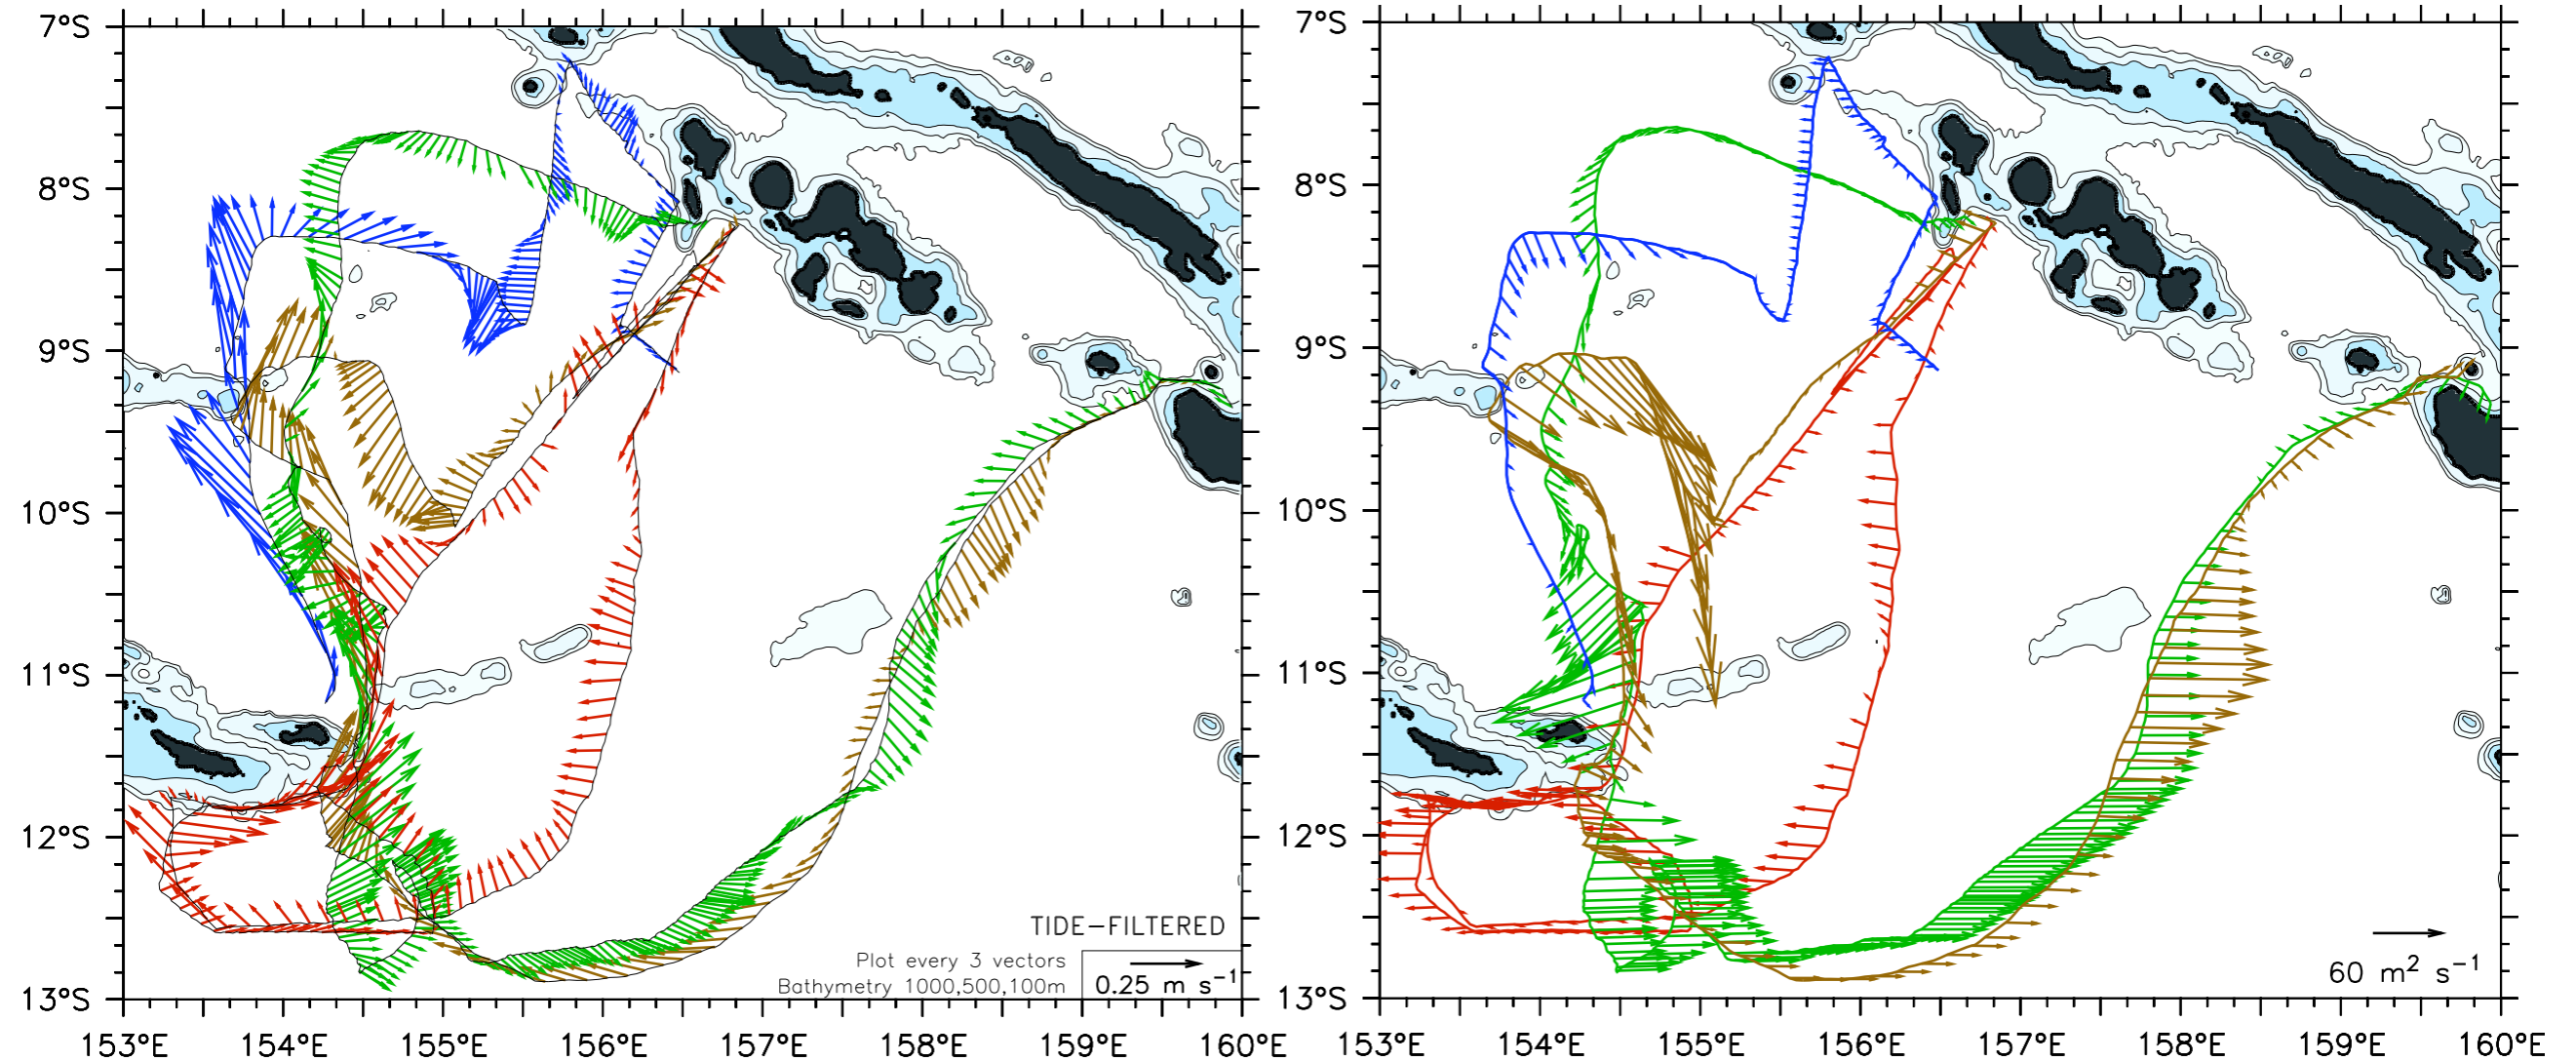 7°S
8°S
9°S
10°S
11°S
12°S
13°S
153°E 154°E 155°E 156°E 157°E 158°E 159°E 160°E
TIDE–FILTERED
Plot every 3 vectors
Bathymetry 1000,500,100m
0.25 m s⁻¹
7°S
8°S
9°S
10°S
11°S
12°S
13°S
153°E 154°E 155°E 156°E 157°E 158°E 159°E 160°E
60 m² s⁻¹